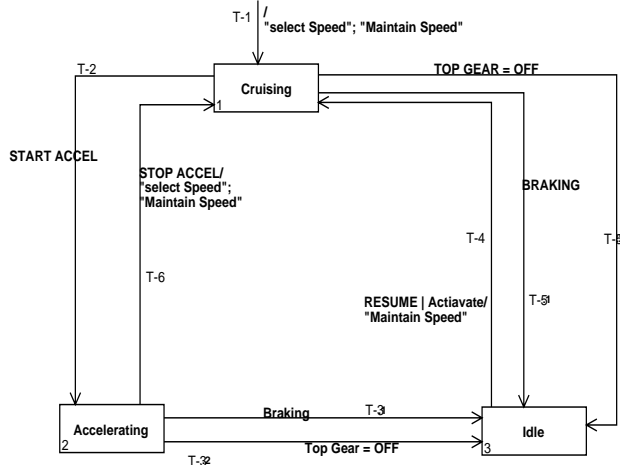 T-1
/
"select Speed"; "Maintain Speed"
T-2
TOP GEAR = OFF
Cruising
1
START ACCEL
STOP ACCEL/
"select Speed";
"Maintain Speed"
BRAKING
T-4
T-6
RESUME | Actiavate/
"Maintain Speed"
Braking
Accelerating
2
Top Gear = OFF
Idle
3